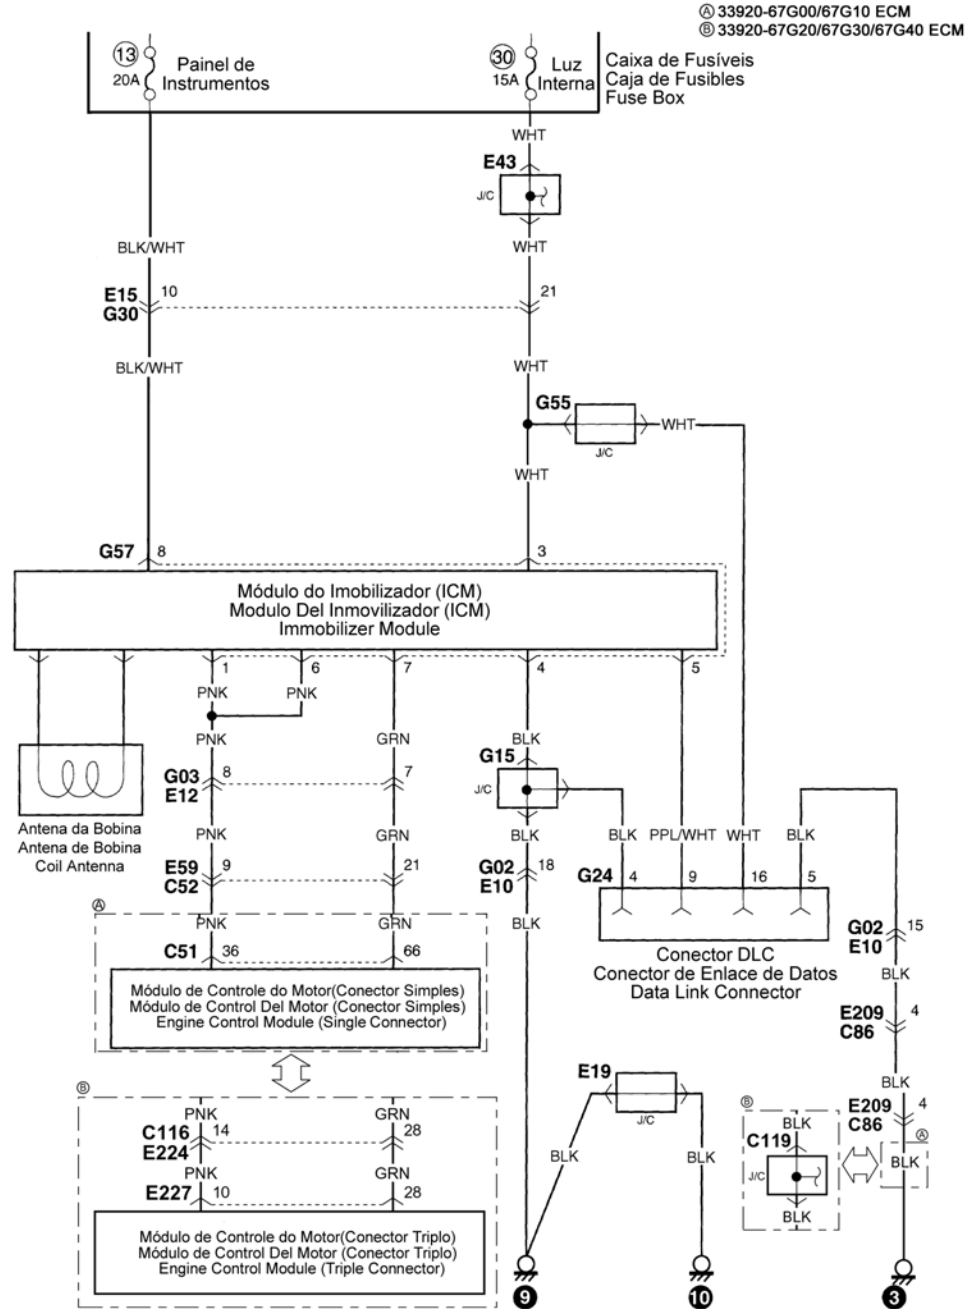 Ⓐ 33920-67G00/67G10 ECM
Ⓑ 33920-67G20/67G30/67G40 ECM
13
20A
Painel de
Instrumentos
30
15A
Luz
Interna
Caixa de Fusíveis
Caja de Fusibles
Fuse Box
WHT
E43
J/C
BLK/WHT
WHT
E15
G30
10
21
BLK/WHT
WHT
G55
WHT
J/C
WHT
G57
8
3
Módulo do Imobilizador (ICM)
Modulo Del Inmovilizador (ICM)
Immobilizer Module
1
6
7
4
5
PNK
PNK
PNK
GRN
BLK
G15
J/C
G03
E12
8
7
Antena da Bobina
Antena de Bobina
Coil Antenna
PNK
GRN
BLK
BLK
PPL/WHT
WHT
BLK
E59
C52
9
21
G02
E10
18
G24
4
9
16
5
Ⓐ
PNK
GRN
BLK
C51
36
66
Conector DLC
Conector de Enlace de Datos
Data Link Connector
G02
E10
15
BLK
Módulo de Controle do Motor(Conector Simples)
Módulo de Control Del Motor (Conector Simples)
Engine Control Module (Single Connector)
E209
C86
4
BLK
E19
J/C
Ⓑ
PNK
GRN
C116
E224
14
28
PNK
GRN
E227
10
28
BLK
BLK
Ⓑ
BLK
C119
J/C
BLK
E209
C86
4
Ⓐ
BLK
Módulo de Controle do Motor(Conector Triplo)
Módulo de Control Del Motor (Conector Triplo)
Engine Control Module (Triple Connector)
9
10
3